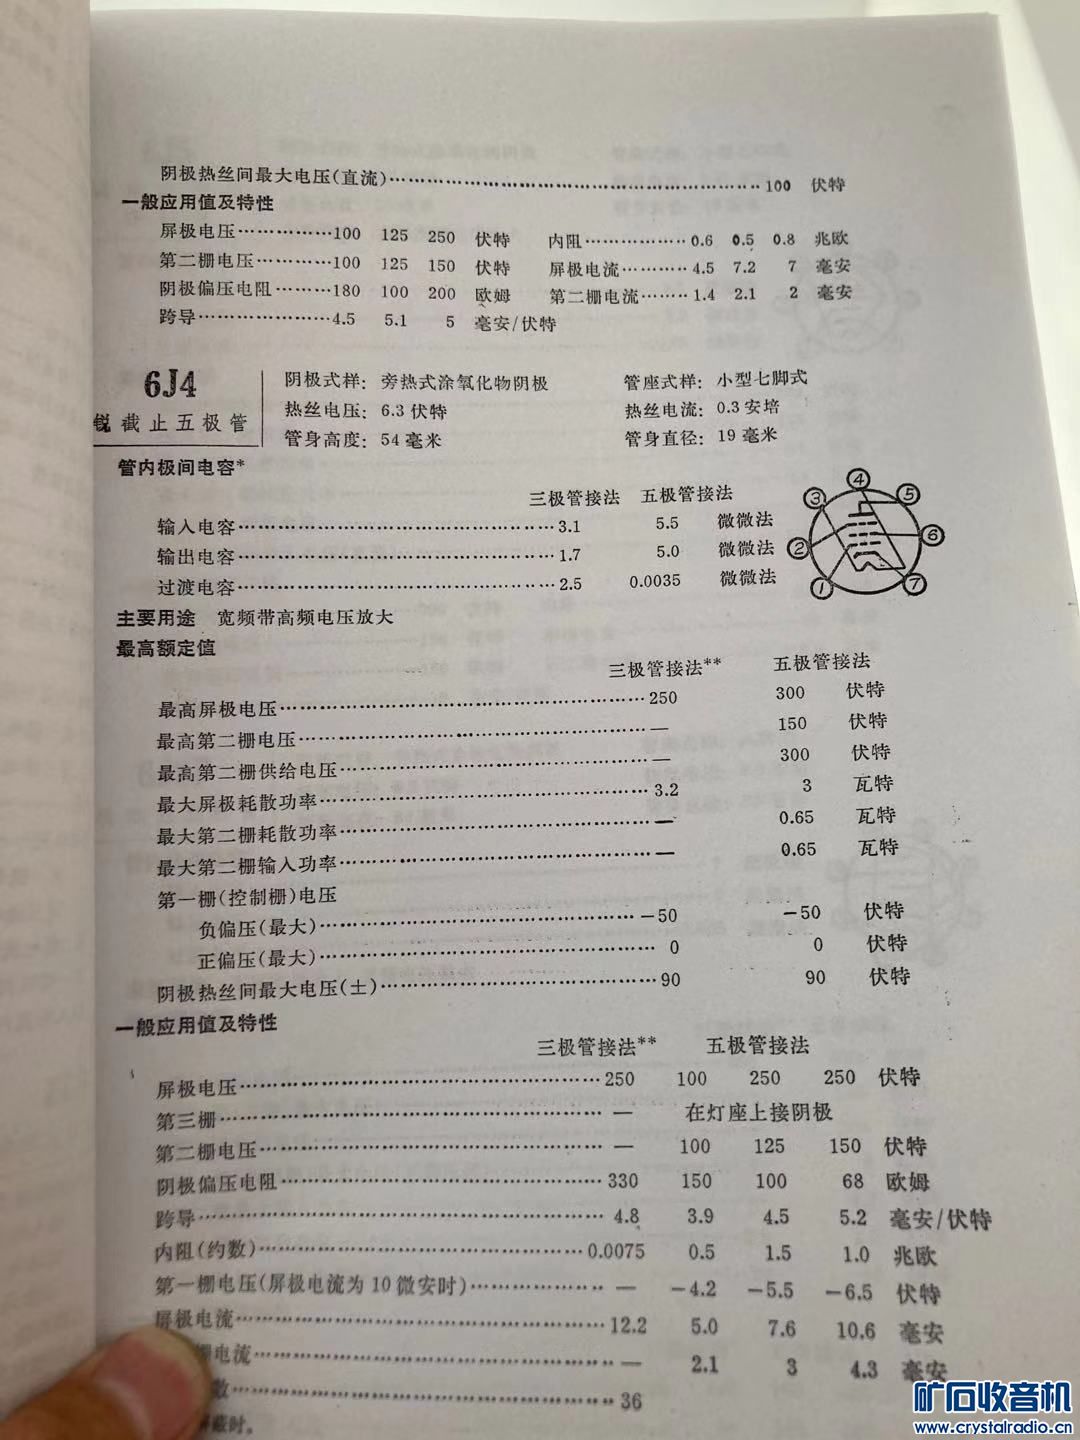 阴极热丝间最大电压(直流)……………………………………………………100 伏特
一般应用值及特性
屏极电压……………100 125 250 伏特 内阻………………0.6 0.5 0.8 兆欧
第二栅电压…………100 125 150 伏特 屏极电流…………4.5 7.2 7 毫安
阴极偏压电阻………180 100 200 欧姆 第二栅电流………1.4 2.1 2 毫安
跨导…………………4.5 5.1 5 毫安/伏特
6J4 阴极式样: 旁热式涂氧化物阴极 管座式样: 小型七脚式
锐截止五极管 热丝电压: 6.3 伏特 热丝电流: 0.3 安培
管身高度: 54 毫米 管身直径: 19 毫米
管内极间电容*
三极管接法 五极管接法
输入电容……………………………………………3.1 5.5 微微法
输出电容……………………………………………1.7 5.0 微微法
过渡电容……………………………………………2.5 0.0035 微微法
① ② ③ ④ ⑤ ⑥ ⑦
主要用途 宽频带高频电压放大
最高额定值
三极管接法** 五极管接法
最高屏极电压……………………………………………………250 300 伏特
最高第二栅电压…………………………………………………— 150 伏特
最高第二栅供给电压……………………………………………— 300 伏特
最大屏极耗散功率………………………………………………3.2 3 瓦特
最大第二栅耗散功率……………………………………………— 0.65 瓦特
最大第二栅输入功率……………………………………………— 0.65 瓦特
第一栅(控制栅)电压
负偏压(最大)……………………………………………−50 −50 伏特
正偏压(最大)………………………………………………0 0 伏特
阴极热丝间最大电压(±)………………………………………90 90 伏特
一般应用值及特性
三极管接法** 五极管接法
屏极电压……………………………………………………250 100 250 250 伏特
第三栅………………………………………………………— 在灯座上接阴极
第二栅电压…………………………………………………— 100 125 150 伏特
阴极偏压电阻………………………………………………330 150 100 68 欧姆
跨导…………………………………………………………4.8 3.9 4.5 5.2 毫安/伏特
内阻(约数)………………………………………………0.0075 0.5 1.5 1.0 兆欧
第一栅电压(屏极电流为10微安时)…………………— −4.2 −5.5 −6.5 伏特
屏极电流……………………………………………………12.2 5.0 7.6 10.6 毫安
栅电流……………………………………………………— 2.1 3 4.3 毫安
数…………………………………………………………36
蔽时。
矿石收音机
www.crystalradio.cn